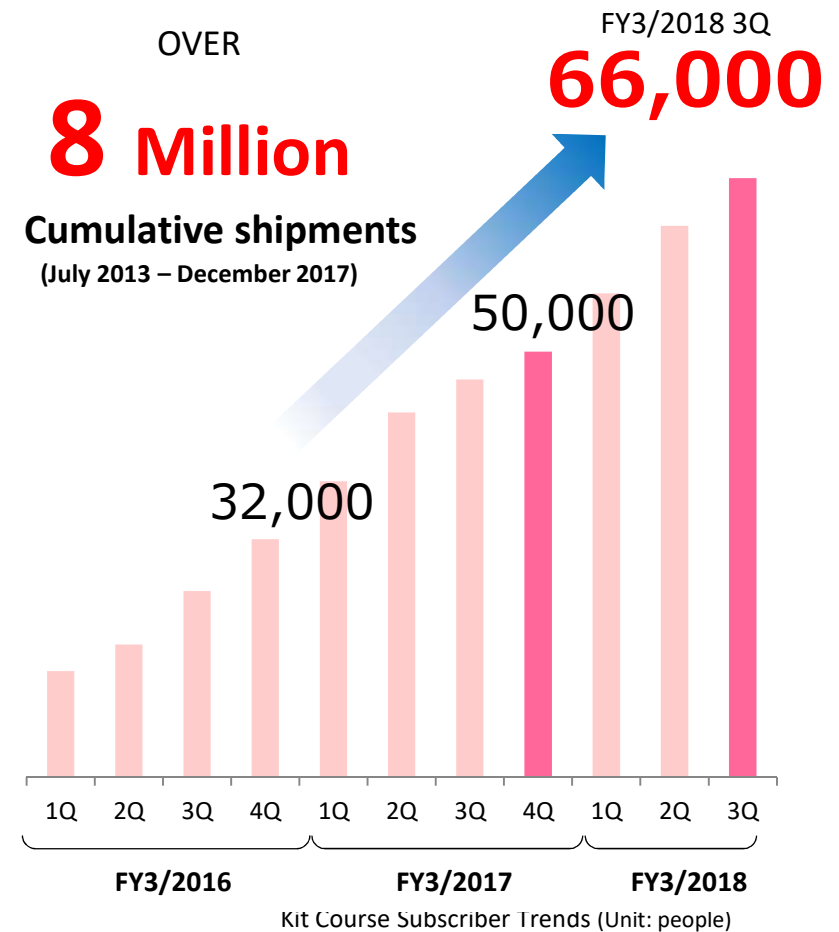 OVER
8 Million
Cumulative shipments
(July 2013 – December 2017)
FY3/2018 3Q
66,000
50,000
32,000
1Q 2Q 3Q 4Q 1Q 2Q 3Q 4Q 1Q 2Q 3Q
FY3/2016 FY3/2017 FY3/2018
Kit Course Subscriber Trends (Unit: people)